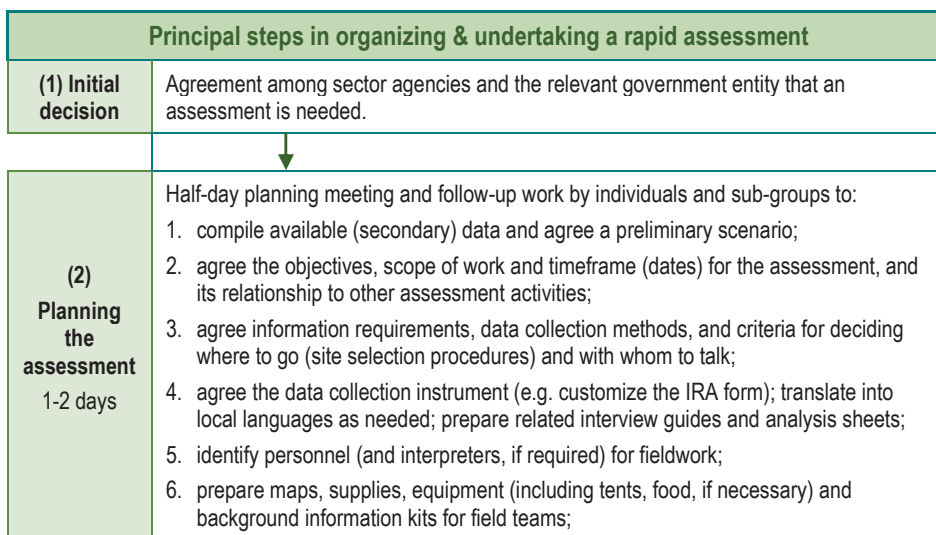 Principal steps in organizing & undertaking a rapid assessment
(1) Initial
decision
Agreement among sector agencies and the relevant government entity that an
assessment is needed.
(2)
Planning
the
assessment
1-2 days
Half-day planning meeting and follow-up work by individuals and sub-groups to:
1. compile available (secondary) data and agree a preliminary scenario;
2. agree the objectives, scope of work and timeframe (dates) for the assessment, and
its relationship to other assessment activities;
3. agree information requirements, data collection methods, and criteria for deciding
where to go (site selection procedures) and with whom to talk;
4. agree the data collection instrument (e.g. customize the IRA form); translate into
local languages as needed; prepare related interview guides and analysis sheets;
5. identify personnel (and interpreters, if required) for fieldwork;
6. prepare maps, supplies, equipment (including tents, food, if necessary) and
background information kits for field teams;